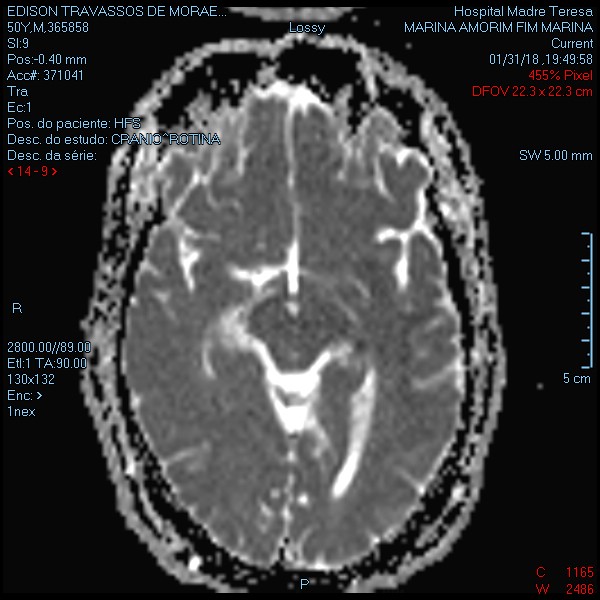 EDISON TRAVASSOS DE MORAE...
50Y,M,365858
Sl:9
Pos:-0.40 mm
Acc#: 371041
Tra
Ec:1
Pos. do paciente: HFS
Desc. do estudo: CRANIO^ROTINA
Desc. da série:
< 14 - 9 >
Lossy
Hospital Madre Teresa
MARINA AMORIM FIM MARINA
Current
01/31/18 ,19:49:58
455% Pixel
DFOV 22.3 x 22.3 cm
SW 5.00 mm
R
2800.00//89.00
Etl:1 TA:90.00
130x132
Enc: >
1nex
5 cm
P
C 1165
W 2486